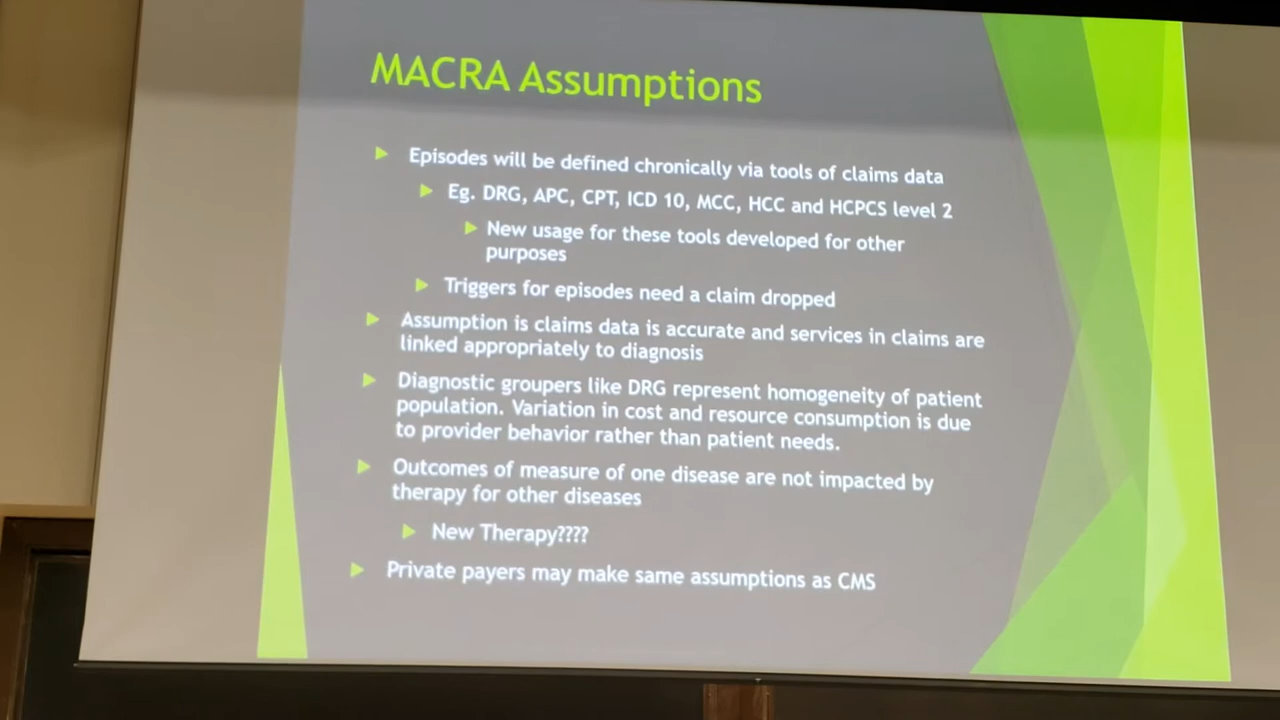 MACRA Assumptions
Episodes will be defined chronically via tools of claims data
Eg. DRG, APC, CPT, ICD 10, MCC, HCC and HCPCS level 2
New usage for these tools developed for other
purposes
Triggers for episodes need a claim dropped
Assumption is claims data is accurate and services in claims are
linked appropriately to diagnosis
Diagnostic groupers like DRG represent homogeneity of patient
population. Variation in cost and resource consumption is due
to provider behavior rather than patient needs.
Outcomes of measure of one disease are not impacted by
therapy for other diseases
New Therapy????
Private payers may make same assumptions as CMS